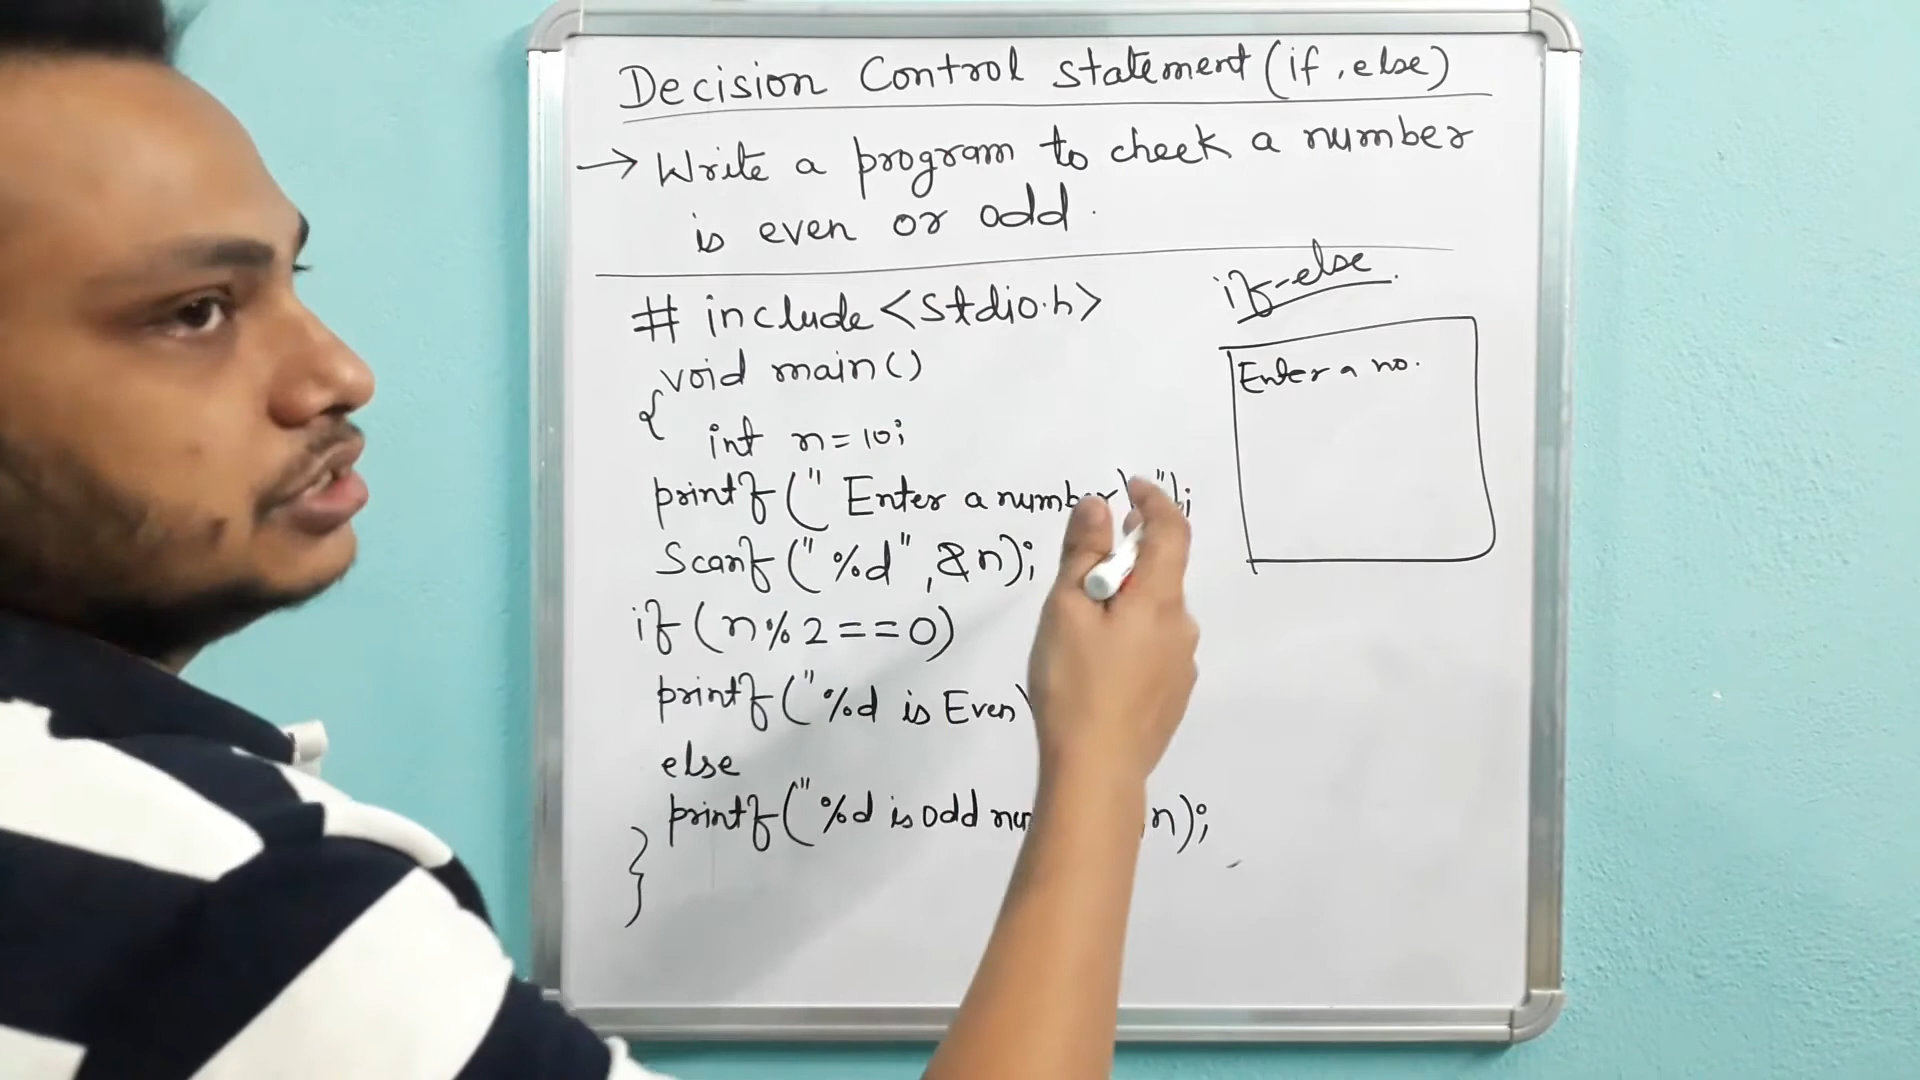 Decision Control statement (if, else)
→ Write a program to check a number
is even or odd.
# include <stdio.h>
void main()
{
int n=10;
printf(" Enter a number\ ");
Scanf("%d", &n);
if (n%2==0)
printf("%d is Even\
else
printf("%d is odd ,n);
}
if-else.
Enter a no.